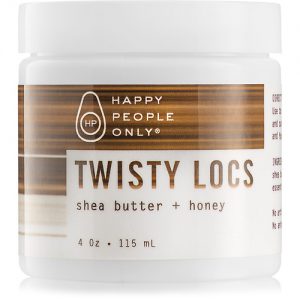 HP
HAPPY
PEOPLE
ONLY®
TWISTY LOCS
shea butter + honey
4 Oz • 115 mL